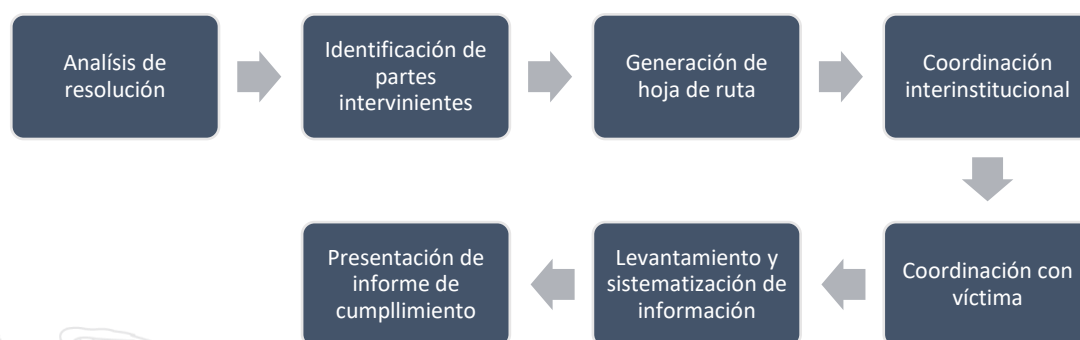 Analísis de
resolución
Identificación de
partes
intervinientes
Generación de
hoja de ruta
Coordinación
interinstitucional
Coordinación con
víctima
Levantamiento y
sistematización de
información
Presentación de
informe de
cumpllimiento